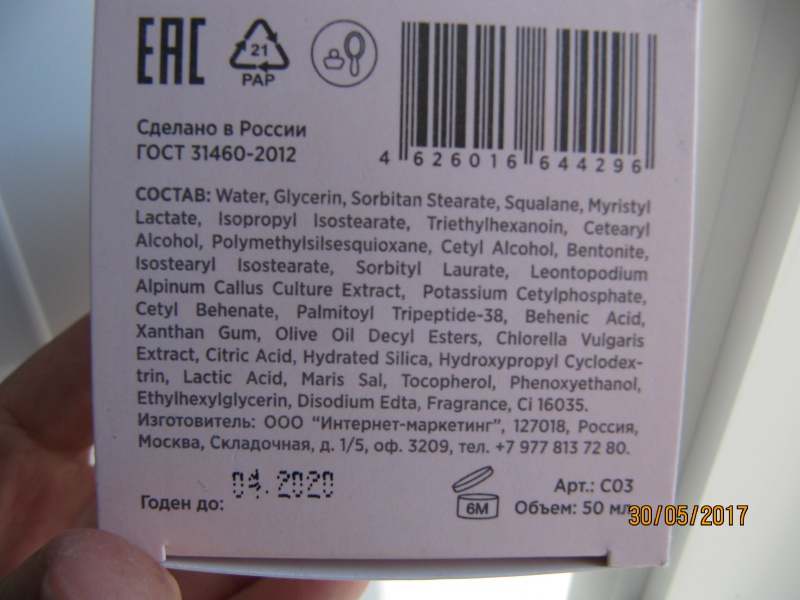 EAC
21
PAP
4 626016 644296
Сделано в России
ГОСТ 31460-2012
СОСТАВ: Water, Glycerin, Sorbitan Stearate, Squalane, Myristyl
Lactate, Isopropyl Isostearate, Triethylhexanoin, Cetearyl
Alcohol, Polymethylsilsesquioxane, Cetyl Alcohol, Bentonite,
Isostearyl Isostearate, Sorbityl Laurate, Leontopodium
Alpinum Callus Culture Extract, Potassium Cetylphosphate,
Cetyl Behenate, Palmitoyl Tripeptide-38, Behenic Acid,
Xanthan Gum, Olive Oil Decyl Esters, Chlorella Vulgaris
Extract, Citric Acid, Hydrated Silica, Hydroxypropyl Cyclodex-
trin, Lactic Acid, Maris Sal, Tocopherol, Phenoxyethanol,
Ethylhexylglycerin, Disodium Edta, Fragrance, Ci 16035.
Изготовитель: ООО “Интернет-маркетинг”, 127018, Россия,
Москва, Складочная, д. 1/5, оф. 3209, тел. +7 977 813 72 80.
Годен до: 04.2020
6M
Арт.: C03
Объем: 50 мл
30/05/2017